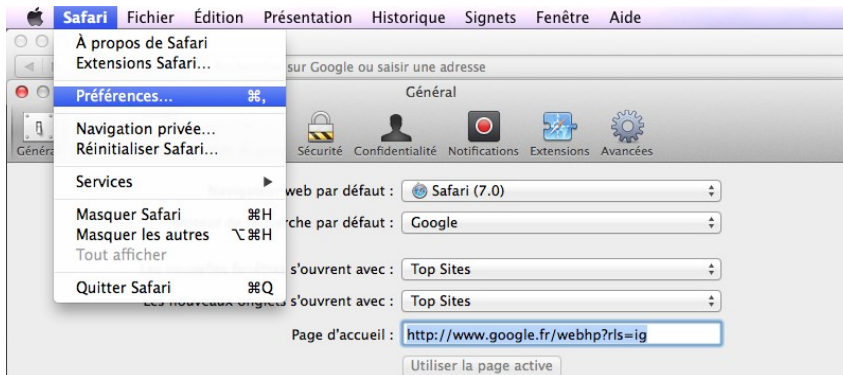 Safari Fichier Édition Présentation Historique Signets Fenêtre Aide
À propos de Safari
Extensions Safari...
sur Google ou saisir une adresse
Préférences... ⌘,
Général
Navigation privée...
Réinitialiser Safari...
Sécurité Confidentialité Notifications Extensions Avancées
Services
web par défaut : Safari (7.0)
Masquer Safari ⌘H
par défaut : Google
Masquer les autres ⌥⌘H
Tout afficher
s'ouvrent avec : Top Sites
Quitter Safari ⌘Q
Les nouveaux onglets s'ouvrent avec : Top Sites
Page d'accueil : http://www.google.fr/webhp?rls=ig
Utiliser la page active